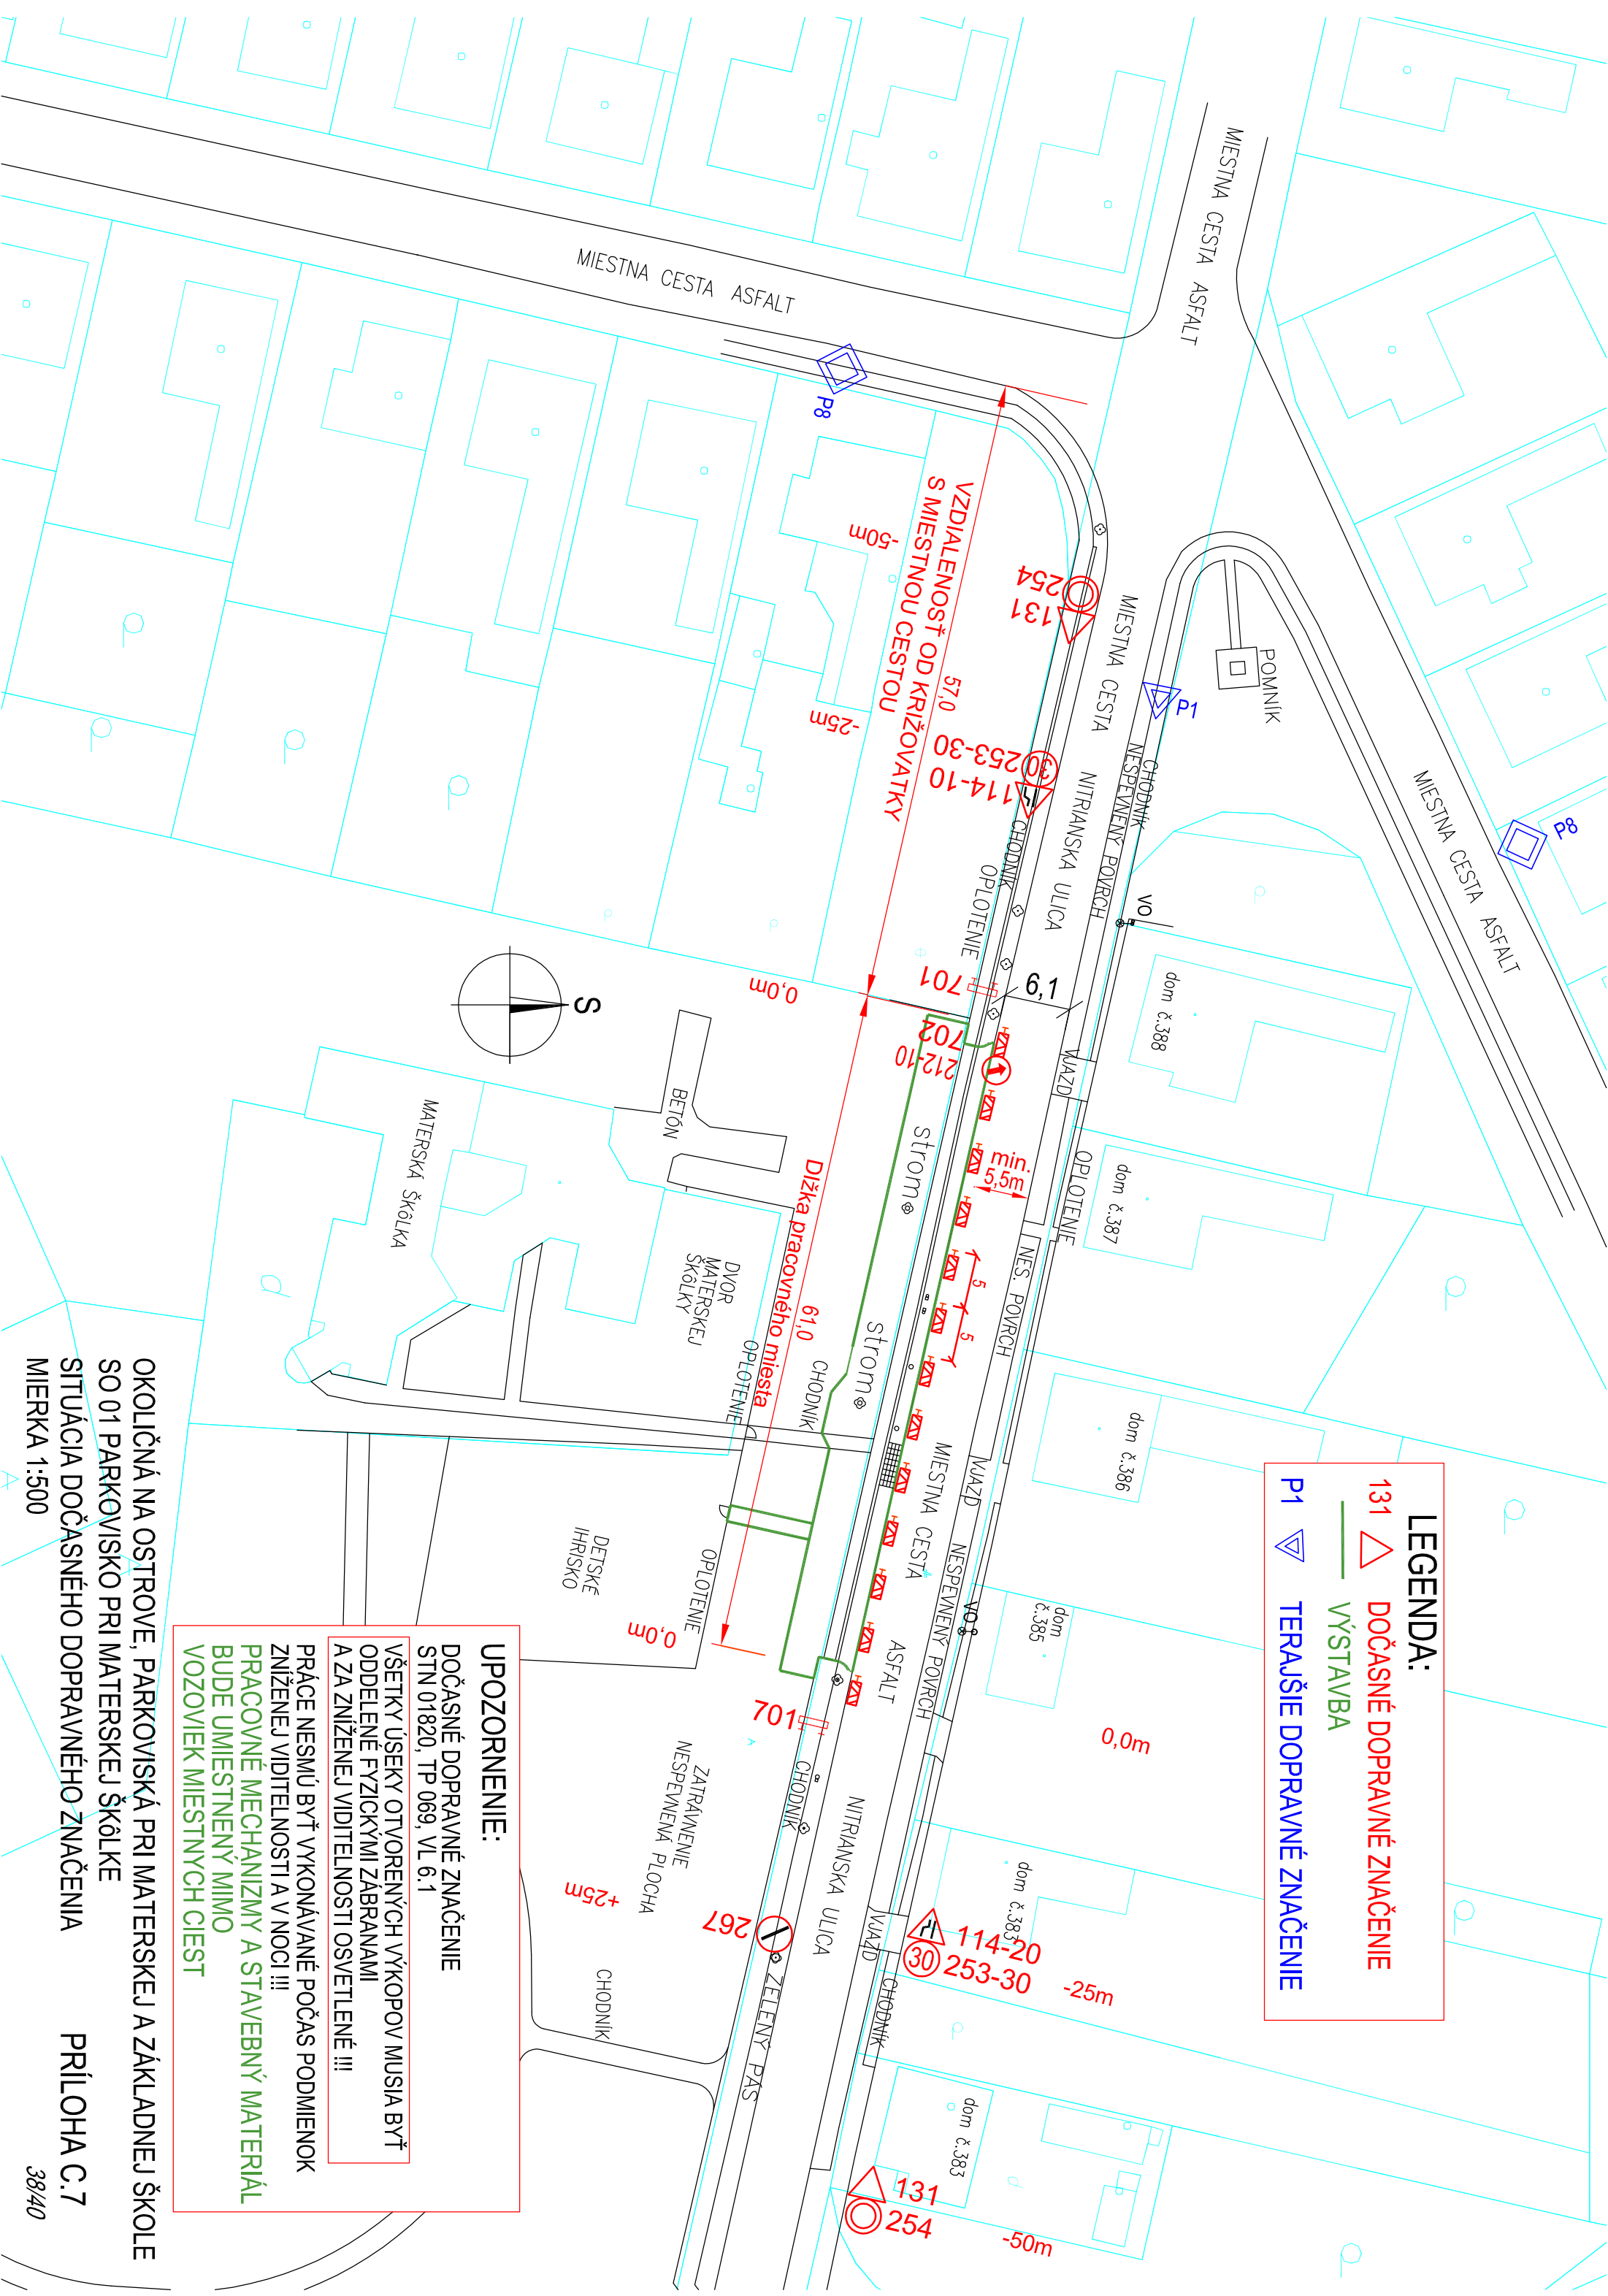 LEGENDA:
131 DOČASNÉ DOPRAVNÉ ZNAČENIE
VÝSTAVBA
P1 TERAJŠIE DOPRAVNÉ ZNAČENIE
MIESTNA CESTA ASFALT
MIESTNA CESTA ASFALT
MIESTNA CESTA ASFALT
P8
P8
POMNÍK
P1
VZDIALENOSŤ OD KRIŽOVATKY
S MIESTNOU CESTOU
57,0
-50m
-25m
0,0m
254
131
30
253-30
114-10
MIESTNA CESTA NITRIANSKA ULICA
CHODNÍK
NESPEVNENÝ POVRCH
CHODNÍK
OPLOTENIE
VO
701
6,1
702
212-10
dom č.388
VJAZD
OPLOTENIE
dom č.387
min.
5,5m
5
5
NES. POVRCH
strom
strom
S
BETÓN
MATERSKÁ ŠKôLKA
DVOR
MATERSKEJ
ŠKôLKY
Dĺžka pracovného miesta
61,0
OPLOTENIE
CHODNÍK
dom č.386
VJAZD
MIESTNA CESTA ASFALT
NESPEVNENÝ POVRCH
VO
dom
č.385
DETSKÉ
IHRISKO
OPLOTENIE
0,0m
0,0m
701
ZATRÁVNENIE
NESPEVNENÁ PLOCHA
CHODNÍK
NITRIANSKA ULICA
+25m
267
ZELENÝ PÁS
CHODNÍK
VJAZD
CHODNÍK
dom č.383
114-20
30
253-30
-25m
dom č.383
131
254
-50m
UPOZORNENIE:
DOČASNÉ DOPRAVNÉ ZNAČENIE
STN 01820, TP 069, VL 6.1
VŠETKY ÚSEKY OTVORENÝCH VÝKOPOV MUSIA BYŤ
ODDELENÉ FYZICKÝMI ZÁBRANAMI
A ZA ZNÍŽENEJ VIDITELNOSTI OSVETLENÉ !!!
PRÁCE NESMÚ BYŤ VYKONÁVANÉ POČAS PODMIENOK
ZNÍŽENEJ VIDITELNOSTI A V NOCI !!!
PRACOVNÉ MECHANIZMY A STAVEBNÝ MATERIÁL
BUDE UMIESTNENÝ MIMO
VOZOVIEK MIESTNYCH CIEST
OKOLIČNÁ NA OSTROVE, PARKOVISKÁ PRI MATERSKEJ A ZÁKLADNEJ ŠKOLE
SO 01 PARKOVISKO PRI MATERSKEJ ŠKôLKE
SITUÁCIA DOČASNÉHO DOPRAVNÉHO ZNAČENIA
MIERKA 1:500
PRÍLOHA C.7
38/40